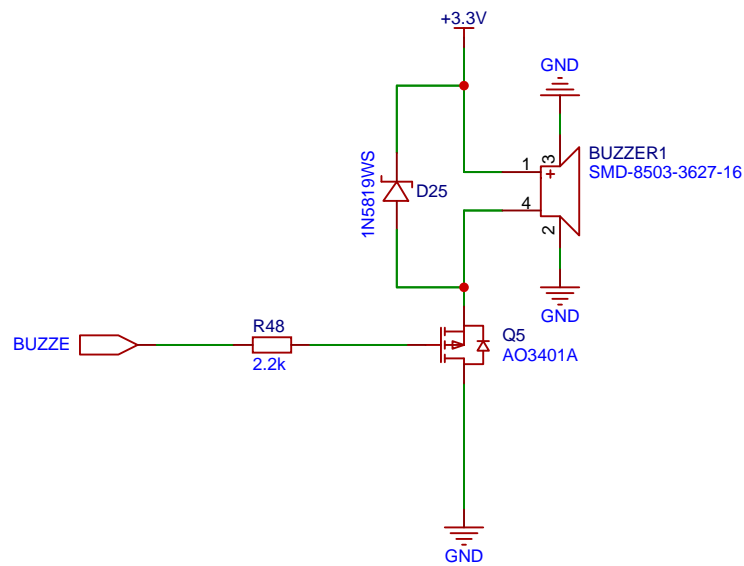 +3.3V
GND
1N5819WS
D25
1
3
+
BUZZER1
SMD-8503-3627-16
4
2
GND
BUZZE
R48
2.2k
Q5
AO3401A
GND